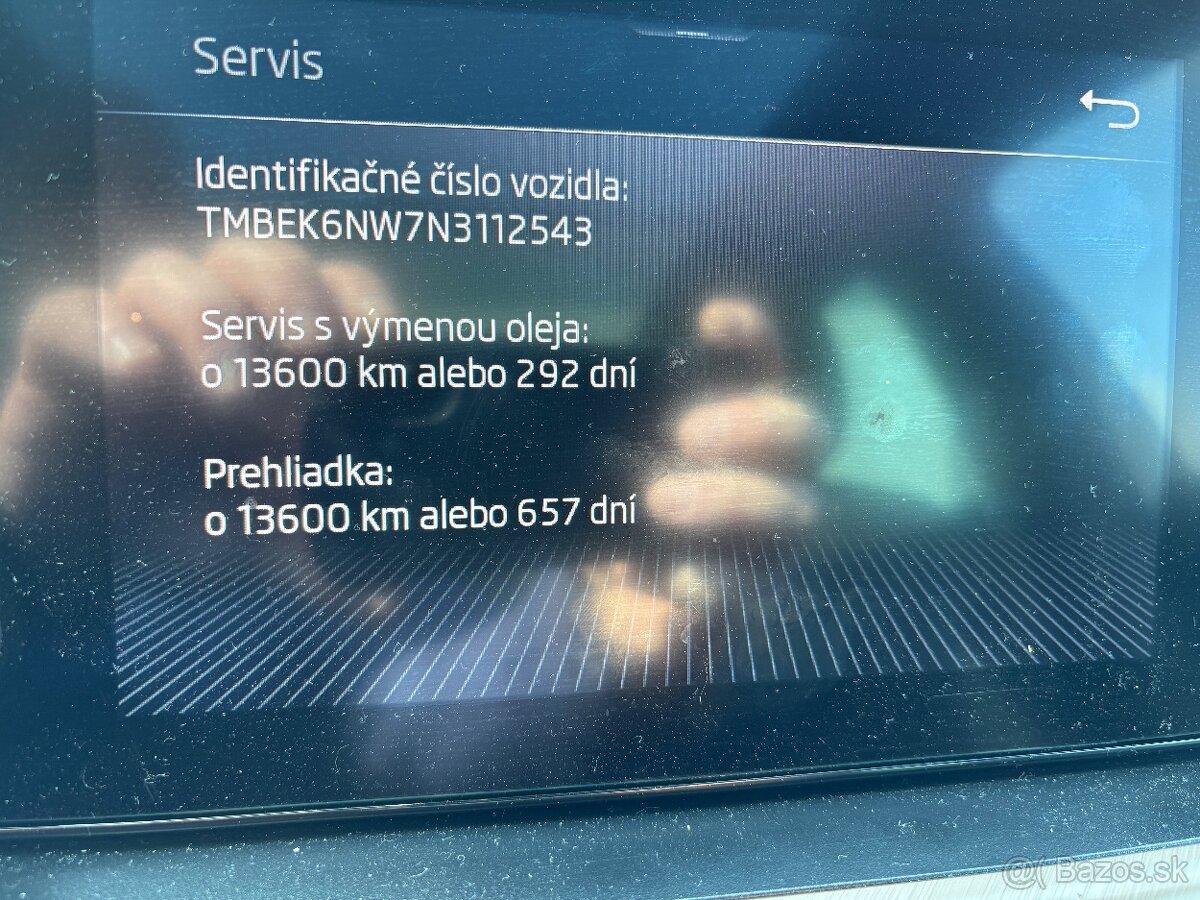 Servis
Identifikačné číslo vozidla:
TMBEK6NW7N3112543
Servis s výmenou oleja:
o 13600 km alebo 292 dní
Prehliadka:
o 13600 km alebo 657 dní
@( Bazos.sk